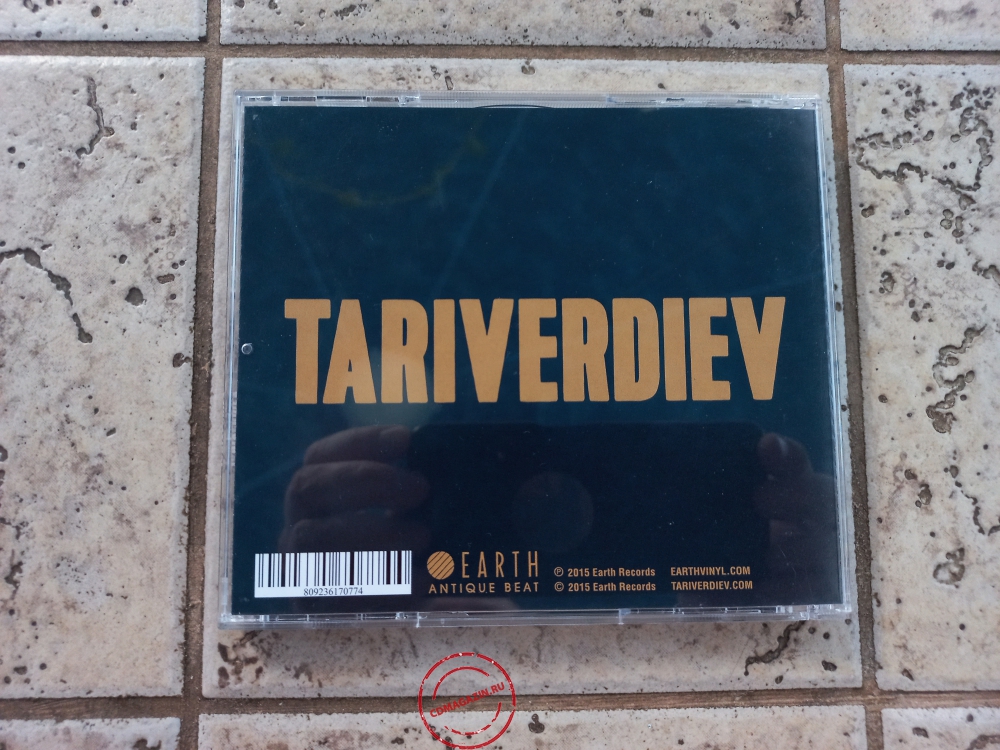 TARIVERDIEV
809236170774
EARTH
ANTIQUE BEAT
℗ 2015 Earth Records
© 2015 Earth Records
EARTHVINYL.COM
TARIVERDIEV.COM
CDMAGAZIN.RU